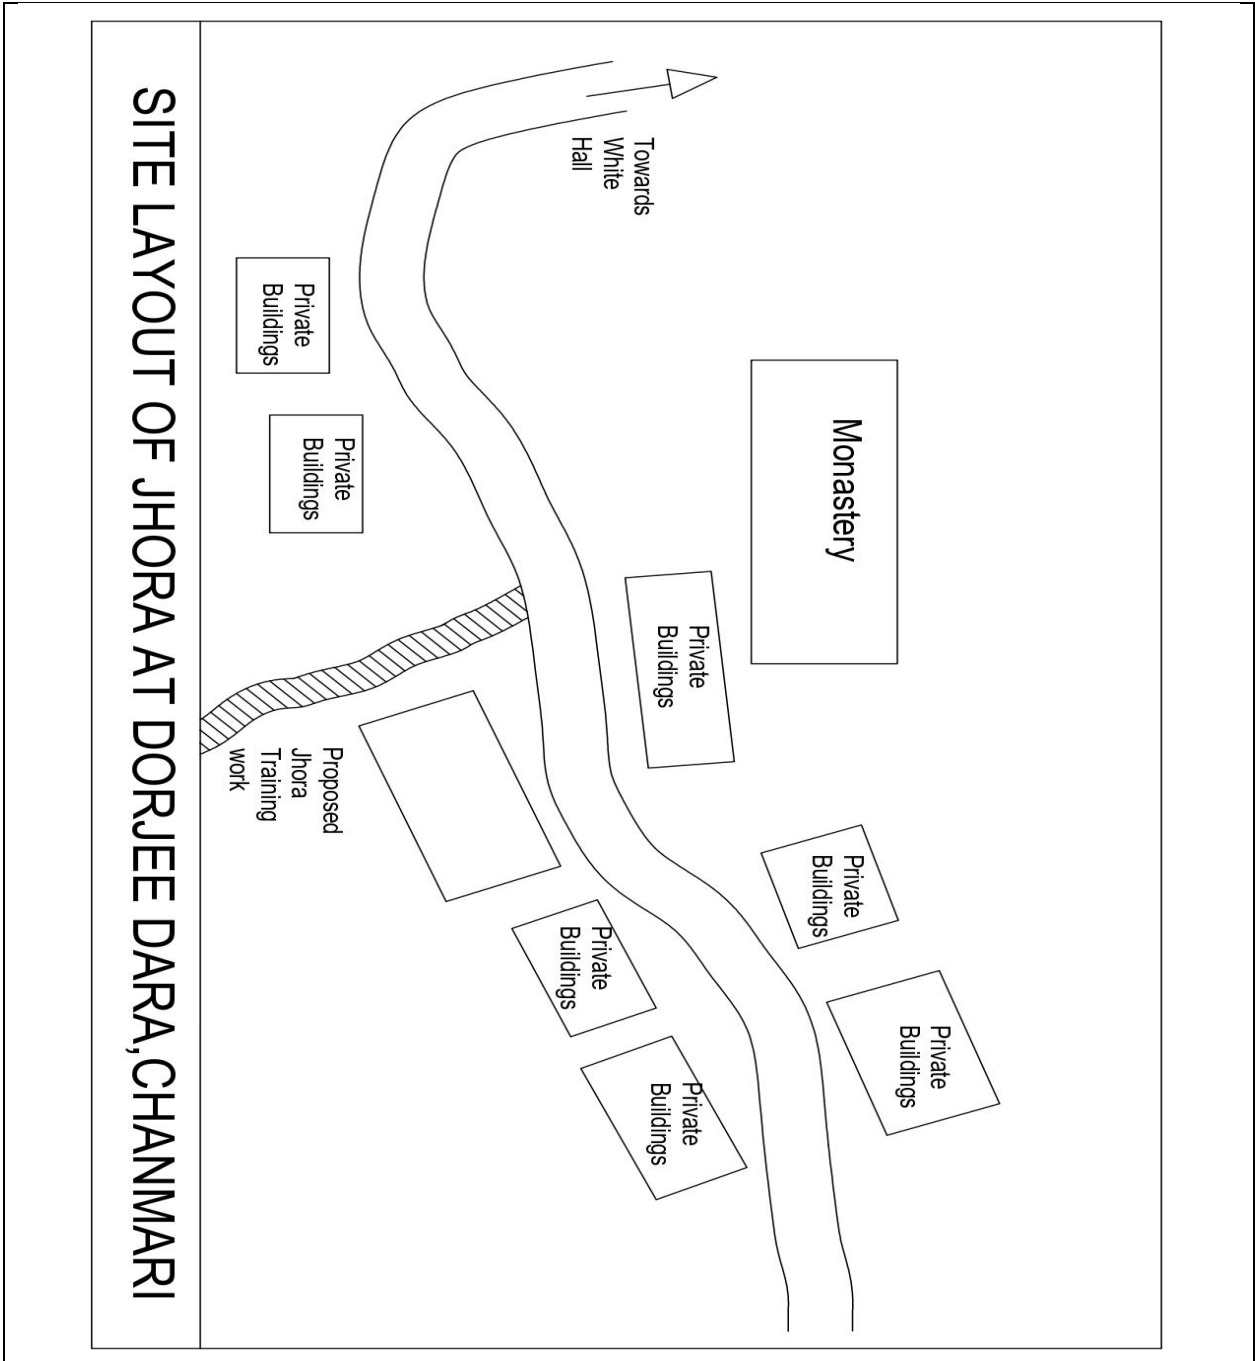 Towards
White
Hall
Monastery
Private
Buildings
Private
Buildings
Private
Buildings
Private
Buildings
Private
Buildings
Private
Buildings
Private
Buildings
Proposed
Jhora
Training
work
SITE LAYOUT OF JHORA AT DORJEE DARA,CHANMARI